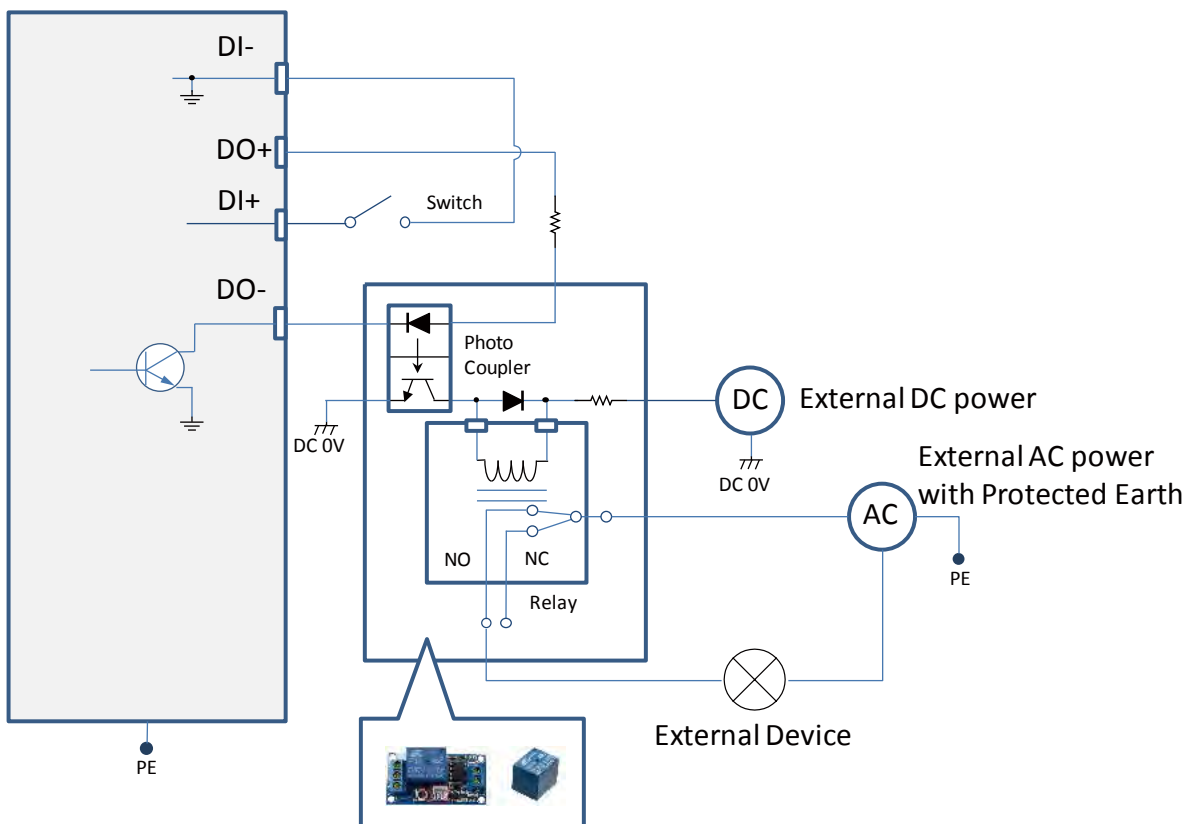 DI-
DO+
DI+
Switch
DO-
Photo
Coupler
DC
External DC power
DC 0V
DC 0V
External AC power
with Protected Earth
AC
NO
NC
PE
Relay
External Device
PE